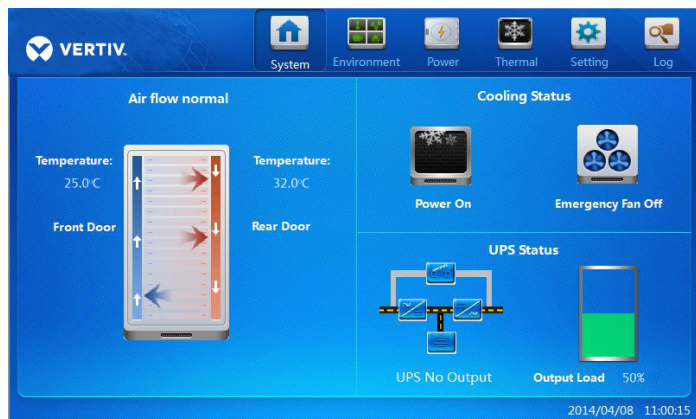 VERTIV.
System
Environment
Power
Thermal
Setting
Log
Air flow normal
Temperature:
25.0°C
Front Door
Temperature:
32.0°C
Rear Door
Cooling Status
Power On
Emergency Fan Off
UPS Status
UPS No Output
Output Load 50%
2014/04/08 11:00:15